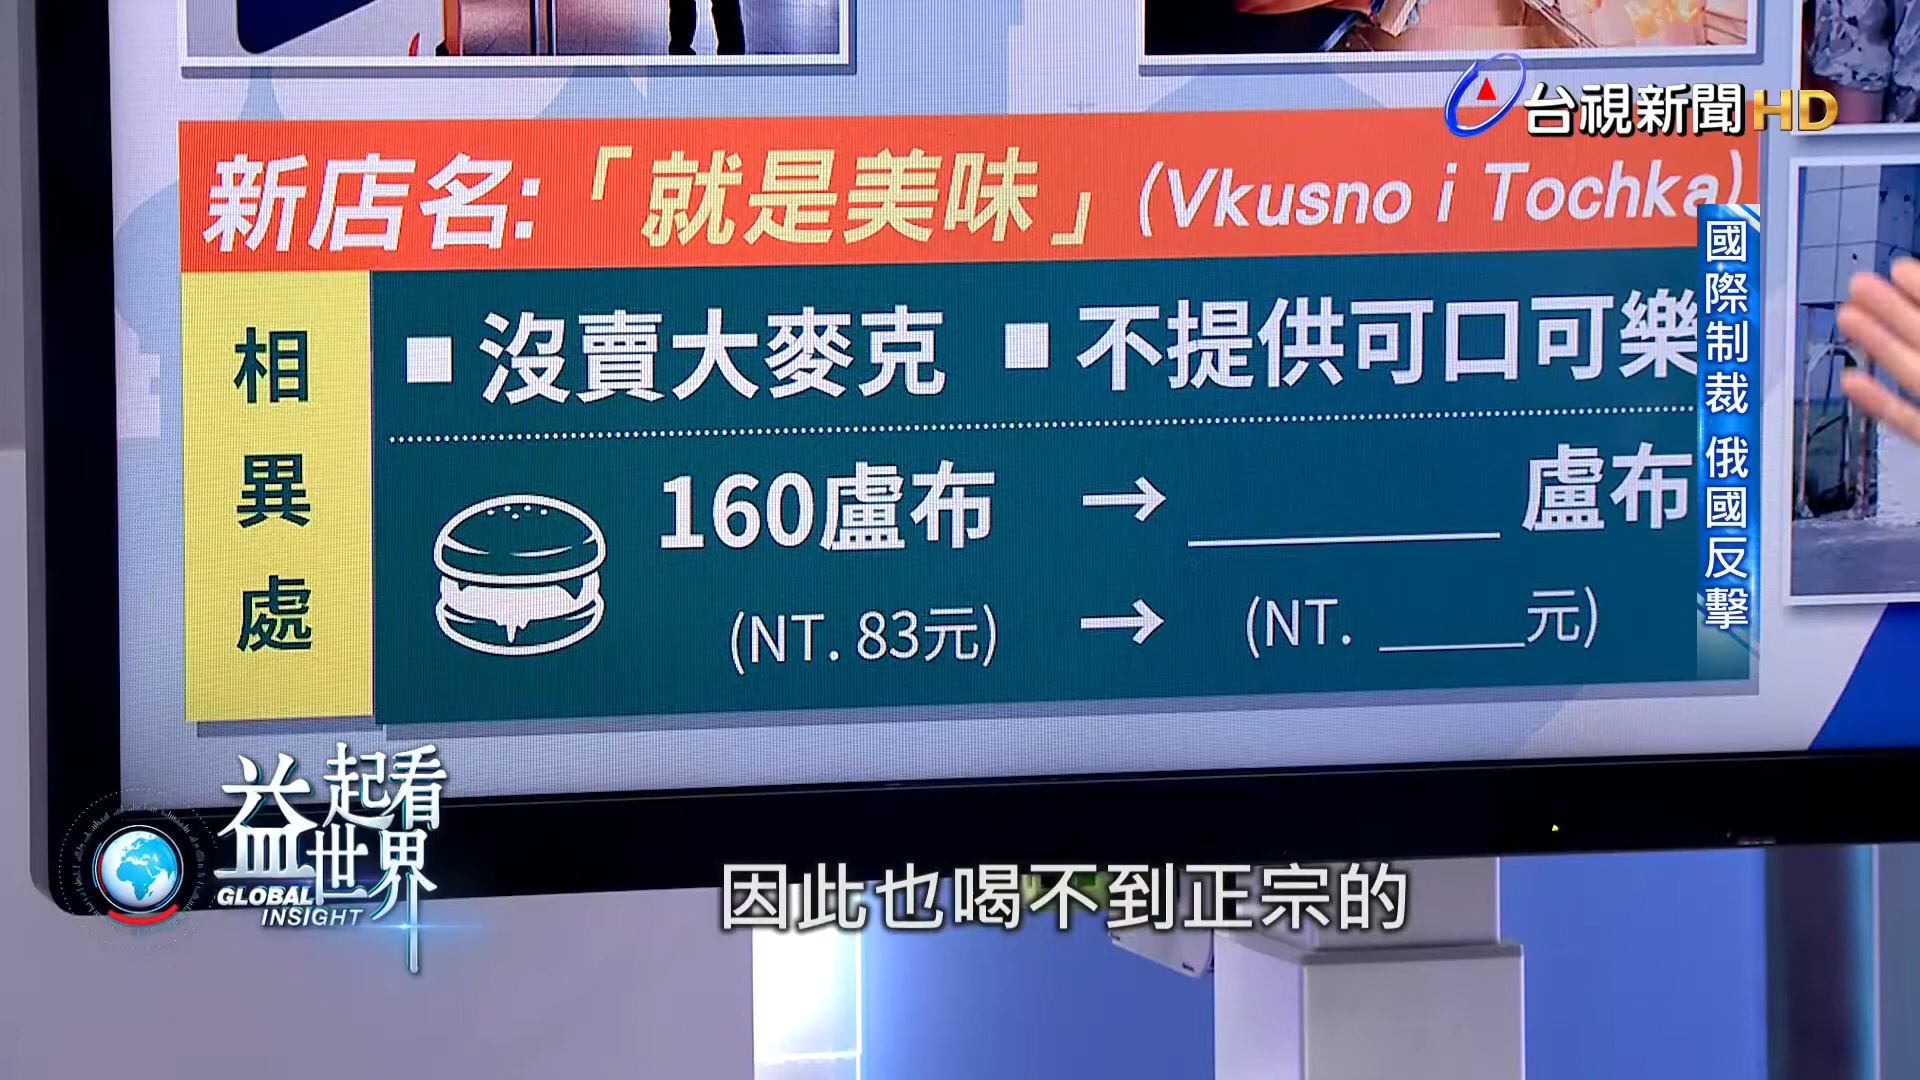 台視新聞HD
新店名:「就是美味」(Vkusno i Tochka)
相異處
■ 沒賣大麥克 ■ 不提供可口可樂
160盧布 → ______ 盧布
(NT. 83元) → (NT. ____元)
國際制裁 俄國反擊
益起看世界
GLOBAL INSIGHT
因此也喝不到正宗的